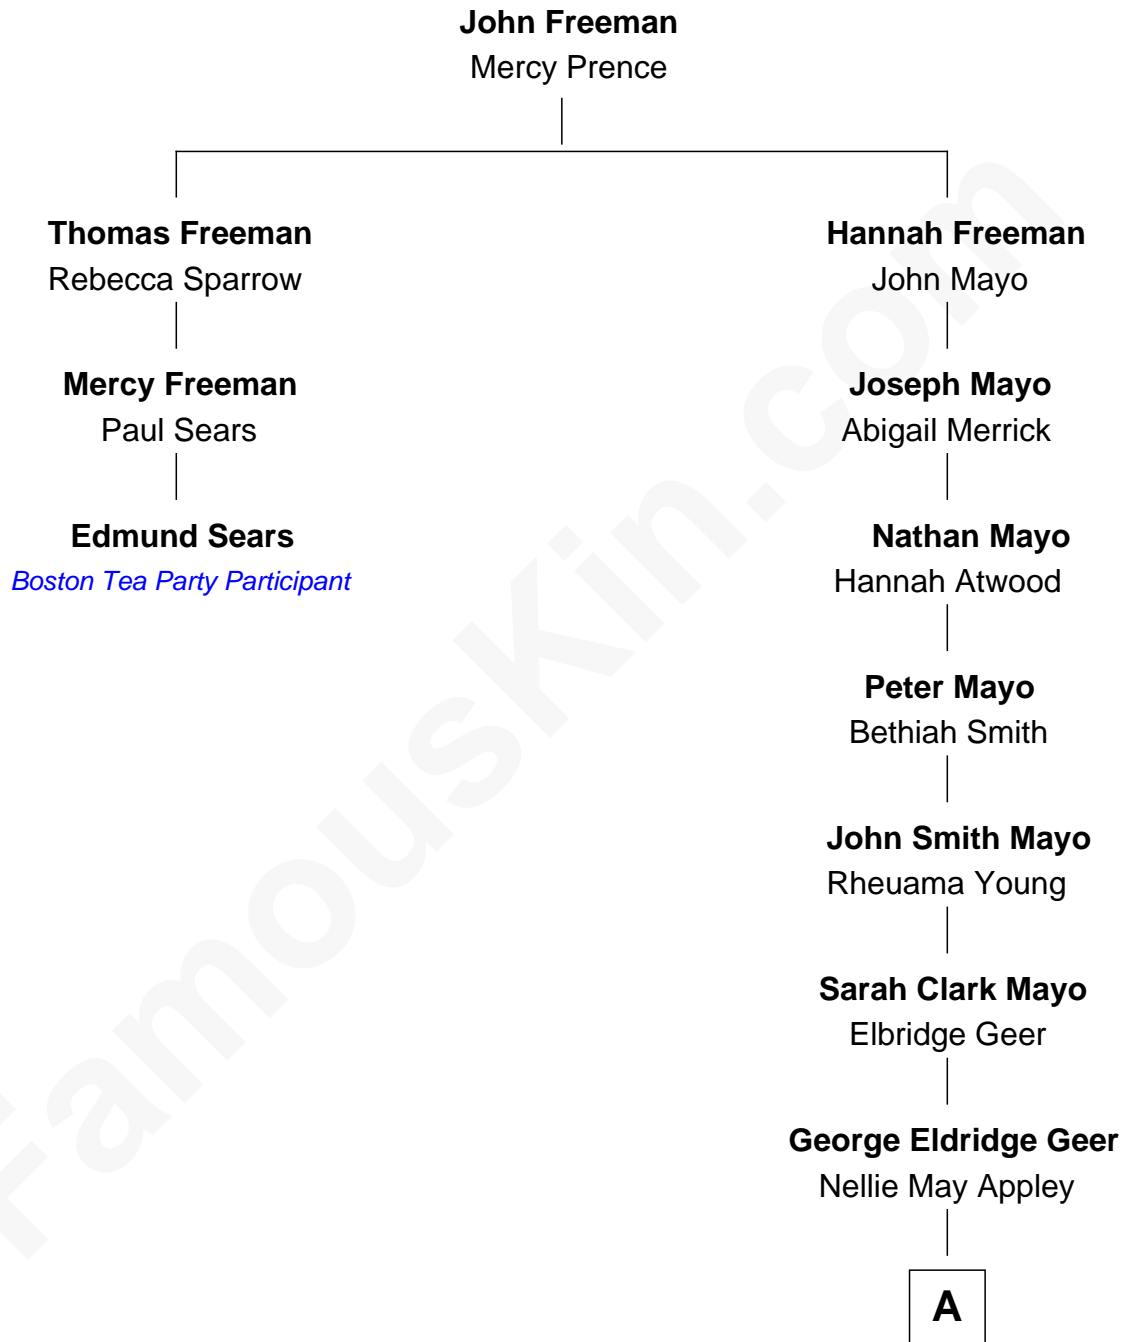 John Freeman
Mercy Prence
Thomas Freeman
Rebecca Sparrow
Hannah Freeman
John Mayo
Mercy Freeman
Paul Sears
Joseph Mayo
Abigail Merrick
Edmund Sears
Boston Tea Party Participant
Nathan Mayo
Hannah Atwood
Peter Mayo
Bethiah Smith
John Smith Mayo
Rheuama Young
Sarah Clark Mayo
Elbridge Geer
George Eldridge Geer
Nellie May Appley
A
FamousKin.com